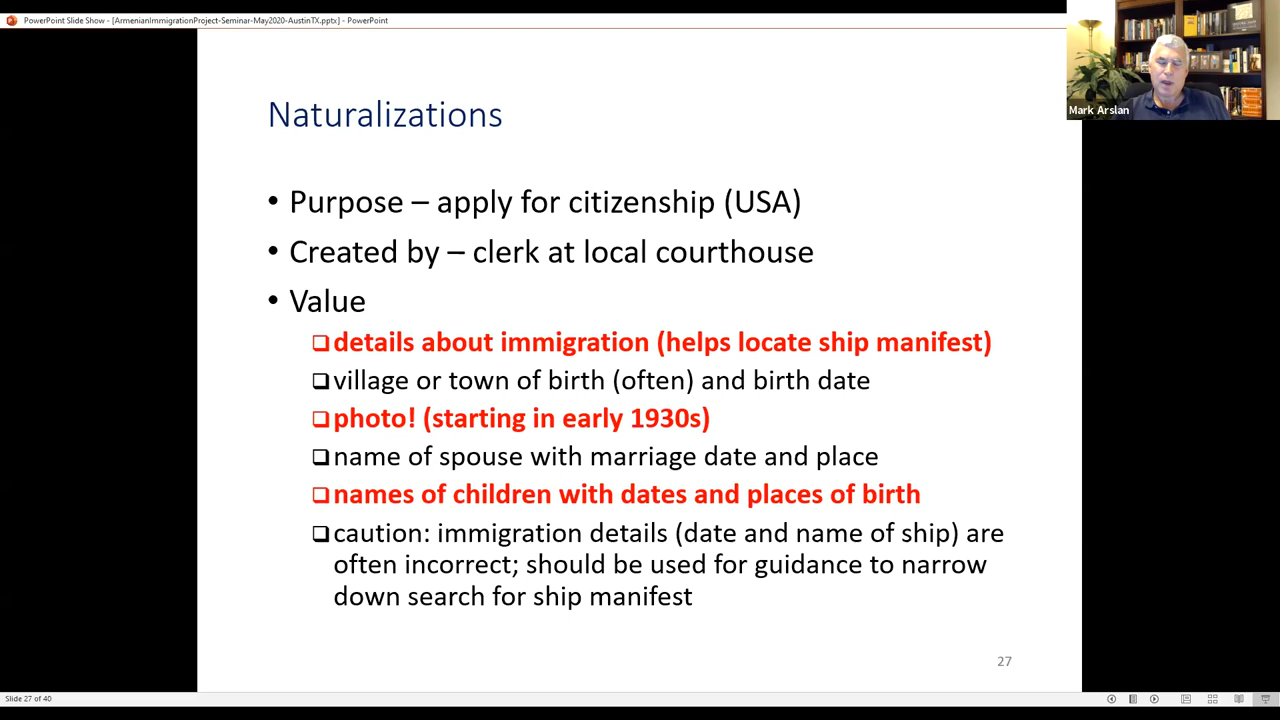 PowerPoint Slide Show - [ArmenianImmigrationProject-Seminar-May2020-AustinTX.pptx] - PowerPoint
Mark Arslan
Naturalizations
• Purpose – apply for citizenship (USA)
• Created by – clerk at local courthouse
• Value
❑details about immigration (helps locate ship manifest)
❑village or town of birth (often) and birth date
❑photo! (starting in early 1930s)
❑name of spouse with marriage date and place
❑names of children with dates and places of birth
❑caution: immigration details (date and name of ship) are
often incorrect; should be used for guidance to narrow
down search for ship manifest
27
Slide 27 of 40